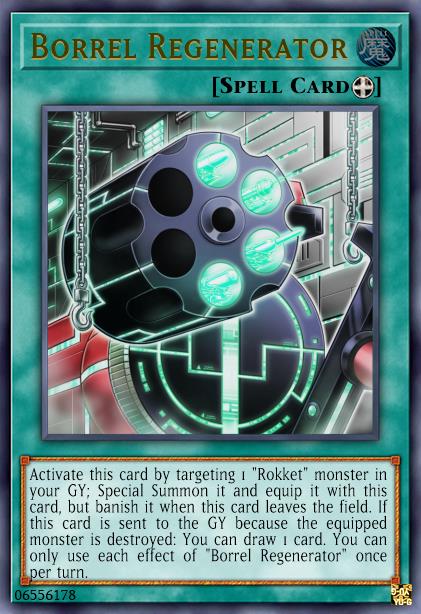 Borrel Regenerator
魔
[Spell Card]
Activate this card by targeting 1 "Rokket" monster in
your GY; Special Summon it and equip it with this
card, but banish it when this card leaves the field. If
this card is sent to the GY because the equipped
monster is destroyed: You can draw 1 card. You can
only use each effect of "Borrel Regenerator" once
per turn.
06556178